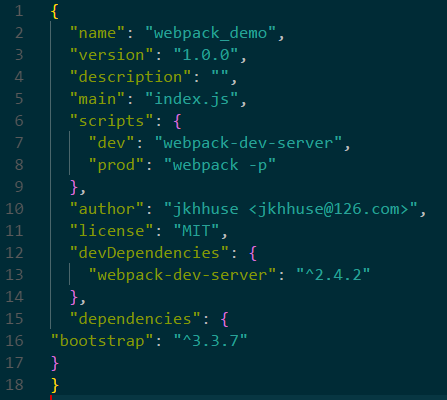 1 {
2 "name": "webpack_demo",
3 "version": "1.0.0",
4 "description": "",
5 "main": "index.js",
6 "scripts": {
7 "dev": "webpack-dev-server",
8 "prod": "webpack -p"
9 },
10 "author": "jkhhuse <jkhhuse@126.com>",
11 "license": "MIT",
12 "devDependencies": {
13 "webpack-dev-server": "^2.4.2"
14 },
15 "dependencies": {
16 "bootstrap": "^3.3.7"
17 }
18 }